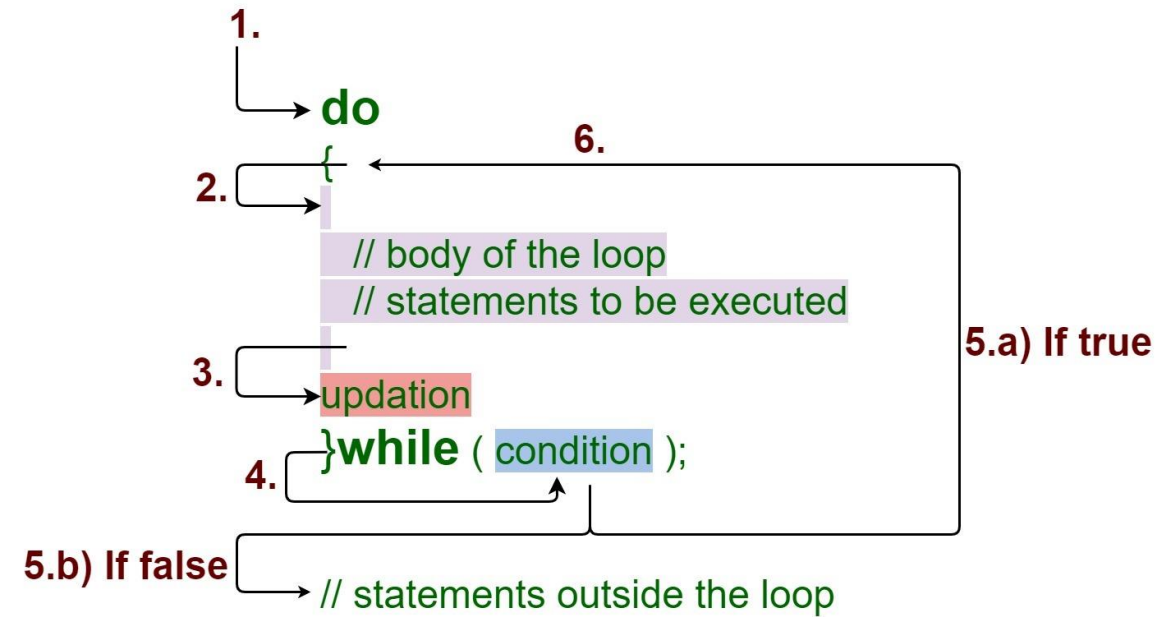 1.
do
6.
{
2.
// body of the loop
// statements to be executed
5.a) If true
3.
updation
}while ( condition );
4.
5.b) If false
// statements outside the loop